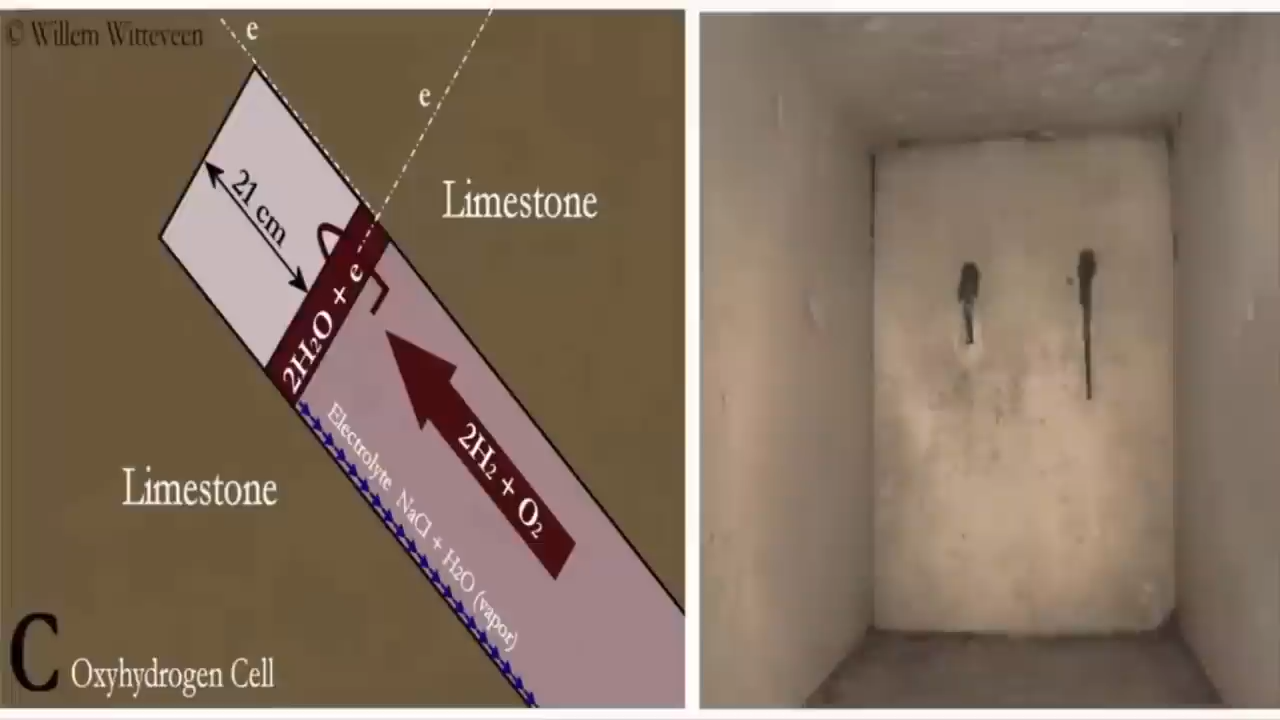 © Willem Witteveen
e
e
21 cm
Limestone
2H₂O + e
2H₂ + O₂
Electrolyte NaCl + H₂O (vapor)
Limestone
C Oxyhydrogen Cell